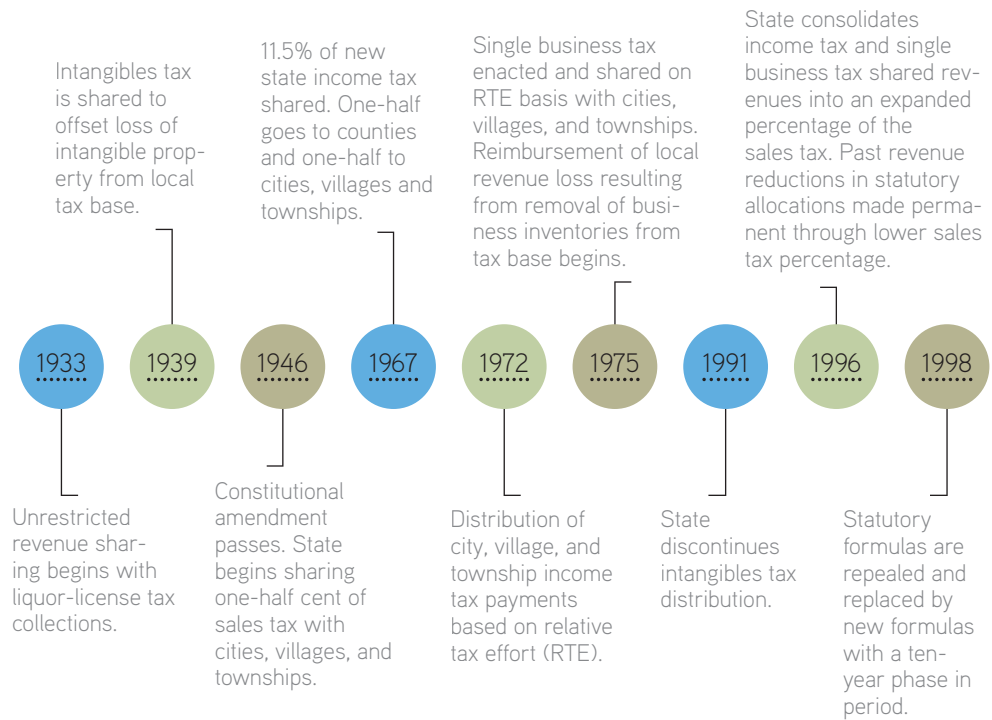 Intangibles tax
is shared to
offset loss of
intangible prop-
erty from local
tax base.
11.5% of new
state income tax
shared. One-half
goes to counties
and one-half to
cities, villages and
townships.
Single business tax
enacted and shared on
RTE basis with cities,
villages, and townships.
Reimbursement of local
revenue loss resulting
from removal of busi-
ness inventories from
tax base begins.
State consolidates
income tax and single
business tax shared rev-
enues into an expanded
percentage of the
sales tax. Past revenue
reductions in statutory
allocations made perma-
nent through lower sales
tax percentage.
1933
1939
1946
1967
1972
1975
1991
1996
1998
Unrestricted
revenue shar-
ing begins with
liquor-license tax
collections.
Constitutional
amendment
passes. State
begins sharing
one-half cent of
sales tax with
cities, villages, and
townships.
Distribution of
city, village, and
township income
tax payments
based on relative
tax effort (RTE).
State
discontinues
intangibles tax
distribution.
Statutory
formulas are
repealed and
replaced by
new formulas
with a ten-
year phase in
period.